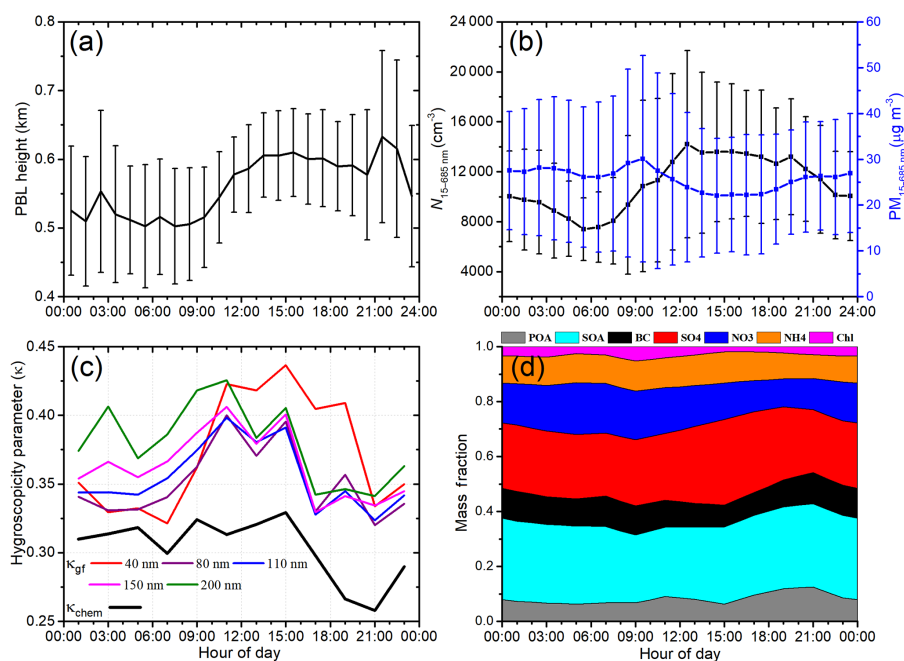 (a)
PBL height (km)
0.8
0.7
0.6
0.5
0.4
00:00 03:00 06:00 09:00 12:00 15:00 18:00 21:00 24:00
(b)
N15–685 nm (cm-3)
24 000
22 000
20 000
16 000
12 000
8000
4000
PM15–685 nm (µg m-3)
60
50
40
30
20
10
0
00:00 03:00 06:00 09:00 12:00 15:00 18:00 21:00 24:00
(c)
Hygroscopicity parameter (κ)
0.45
0.40
0.35
0.30
0.25
κgf 40 nm 80 nm 110 nm
150 nm 200 nm
κchem
00:00 03:00 06:00 09:00 12:00 15:00 18:00 21:00 00:00
Hour of day
POA SOA BC SO4 NO3 NH4 Chl
(d)
Mass fraction
1.0
0.8
0.6
0.4
0.2
0.0
00:00 03:00 06:00 09:00 12:00 15:00 18:00 21:00 00:00
Hour of day